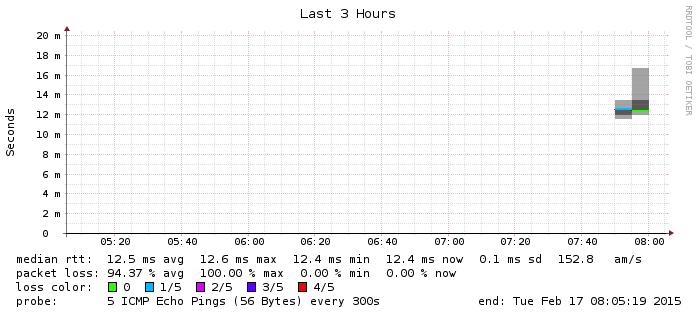 Last 3 Hours
RRDTOOL / TOBI OETIKER
Seconds
20 m
18 m
16 m
14 m
12 m
10 m
8 m
6 m
4 m
2 m
0
05:20 05:40 06:00 06:20 06:40 07:00 07:20 07:40 08:00
median rtt: 12.5 ms avg 12.6 ms max 12.4 ms min 12.4 ms now 0.1 ms sd 152.8 am/s
packet loss: 94.37 % avg 100.00 % max 0.00 % min 0.00 % now
loss color: 0 1/5 2/5 3/5 4/5
probe: 5 ICMP Echo Pings (56 Bytes) every 300s end: Tue Feb 17 08:05:19 2015